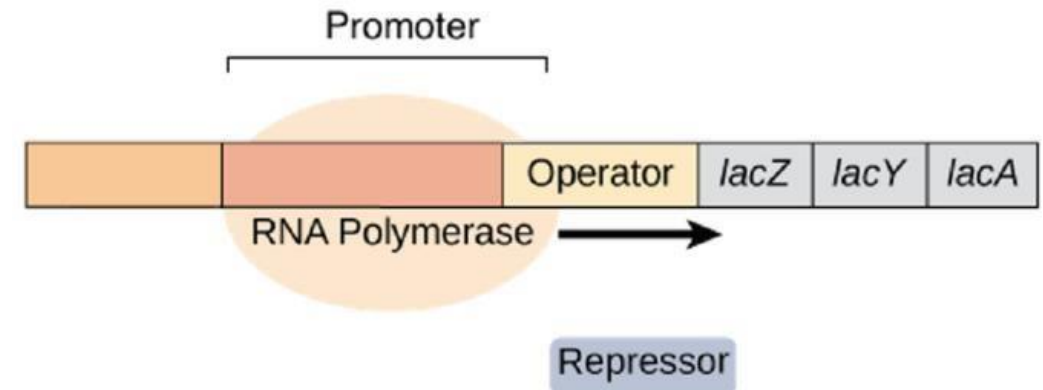 Promoter
Operator lacZ lacY lacA
RNA Polymerase
Repressor